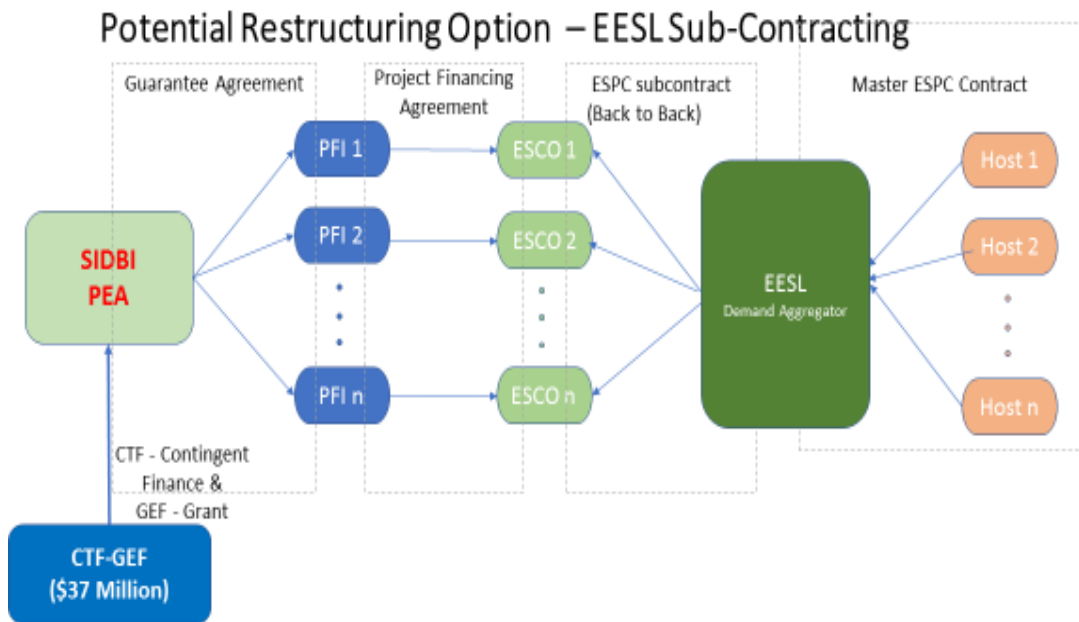 Potential Restructuring Option – EESL Sub-Contracting
Guarantee Agreement
Project Financing
Agreement
ESPC subcontract
(Back to Back)
Master ESPC Contract
PFI 1
ESCO 1
Host 1
PFI 2
ESCO 2
Host 2
SIDBI
PEA
EESL
Demand Aggregator
PFI n
ESCO n
Host n
CTF - Contingent
Finance &
GEF - Grant
CTF-GEF
($37 Million)